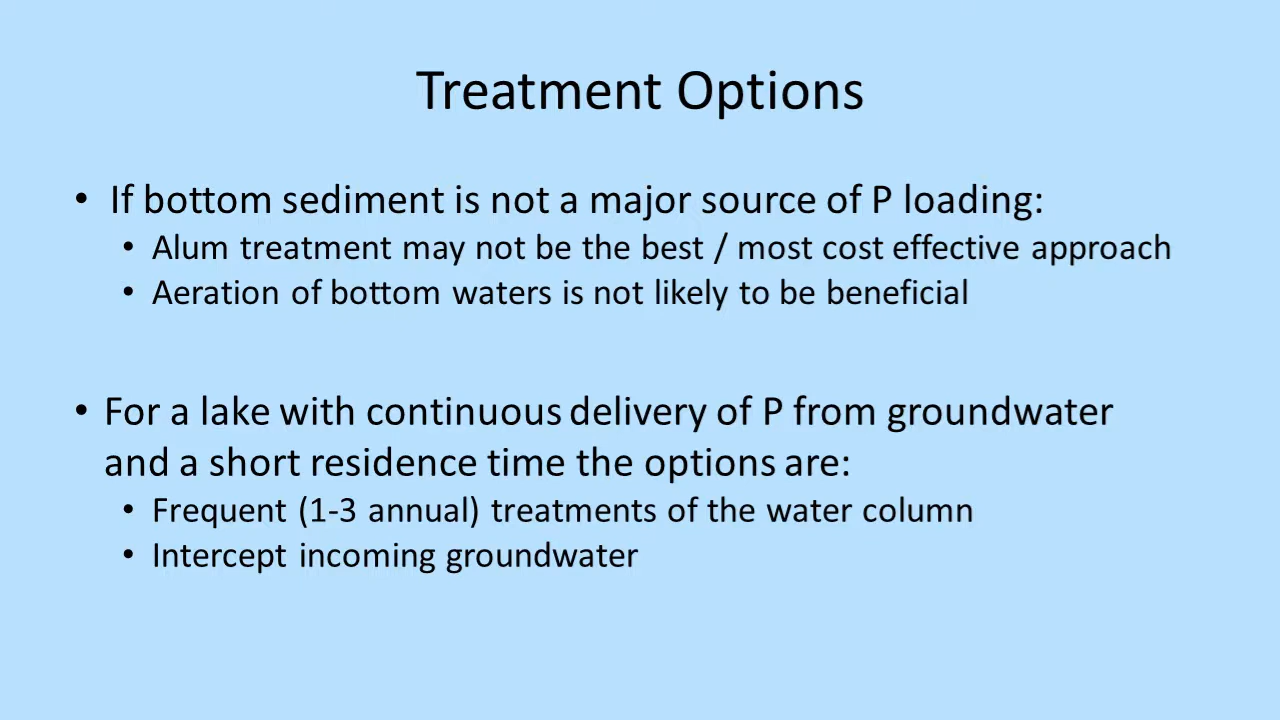 Treatment Options
• If bottom sediment is not a major source of P loading:
• Alum treatment may not be the best / most cost effective approach
• Aeration of bottom waters is not likely to be beneficial
• For a lake with continuous delivery of P from groundwater
and a short residence time the options are:
• Frequent (1-3 annual) treatments of the water column
• Intercept incoming groundwater